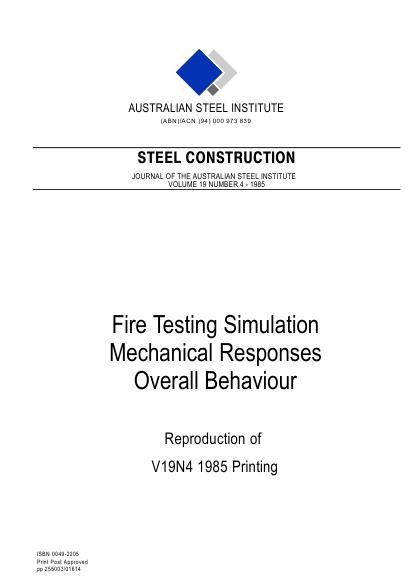 AUSTRALIAN STEEL INSTITUTE
(ABN)/ACN (94) 000 973 839
STEEL CONSTRUCTION
JOURNAL OF THE AUSTRALIAN STEEL INSTITUTE
VOLUME 19 NUMBER 4 - 1985
Fire Testing Simulation
Mechanical Responses
Overall Behaviour
Reproduction of
V19N4 1985 Printing
ISBN 0049-2205
Print Post Approved
pp 255003/01614